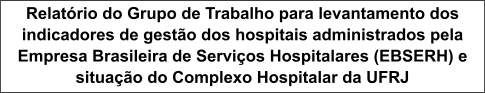 Relatório do Grupo de Trabalho para levantamento dos
indicadores de gestão dos hospitais administrados pela
Empresa Brasileira de Serviços Hospitalares (EBSERH) e
situação do Complexo Hospitalar da UFRJ